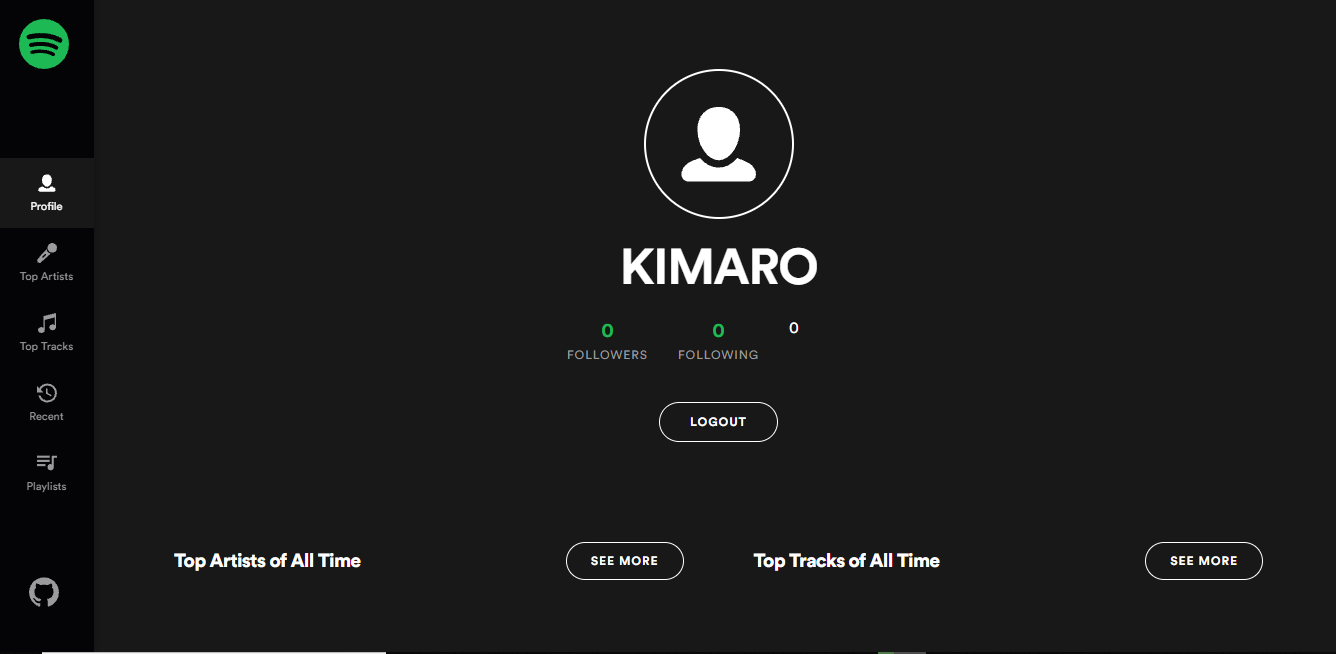 Profile
Top Artists
Top Tracks
Recent
Playlists
KIMARO
0 0 0
FOLLOWERS FOLLOWING
LOGOUT
Top Artists of All Time SEE MORE Top Tracks of All Time SEE MORE